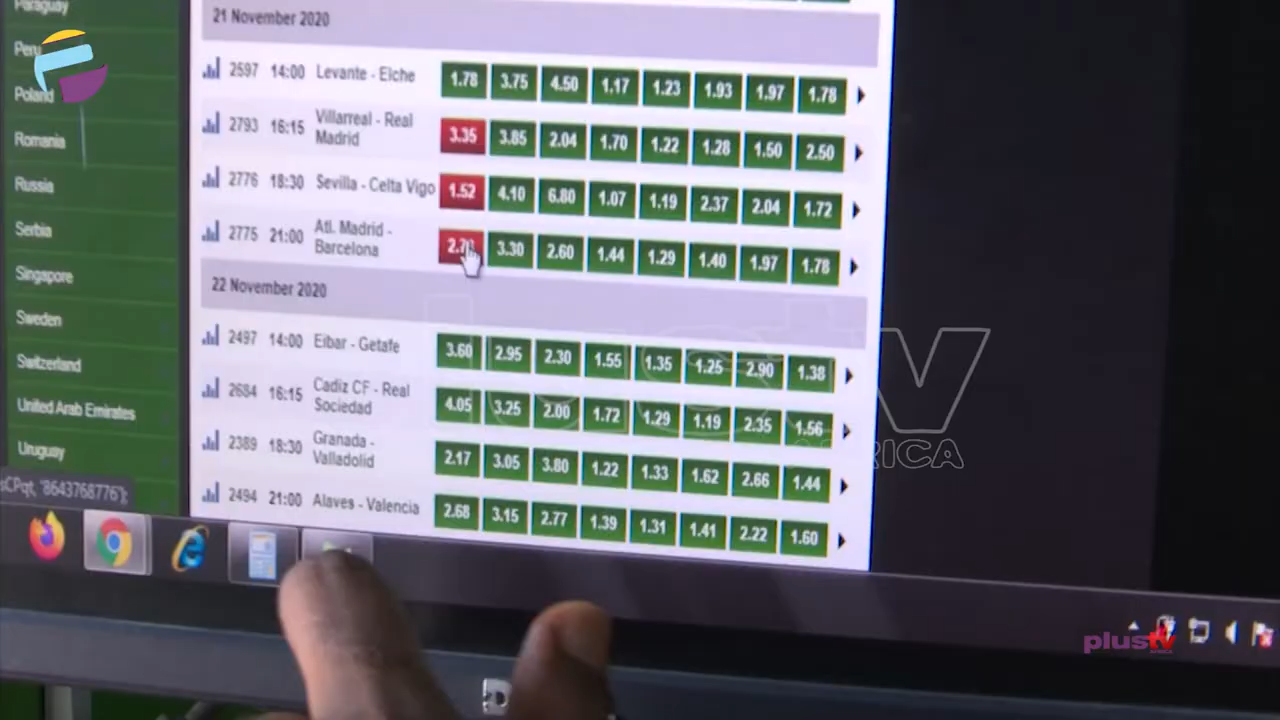 Paraguay
Peru
Poland
Romania
Russia
Serbia
Singapore
Sweden
Switzerland
United Arab Emirates
Uruguay
sCPqt, '8643768776');
21 November 2020
2597 14:00 Levante - Elche 1.78 3.75 4.50 1.17 1.23 1.93 1.97 1.78
2793 16:15 Villarreal - Real
Madrid 3.35 3.85 2.04 1.70 1.22 1.28 1.50 2.50
2776 18:30 Sevilla - Celta Vigo 1.52 4.10 6.80 1.07 1.19 2.37 2.04 1.72
2775 21:00 Atl. Madrid -
Barcelona 3.30 2.60 1.44 1.29 1.40 1.97 1.78
22 November 2020
2497 14:00 Eibar - Getafe 3.60 2.95 2.30 1.55 1.35 1.25 2.90 1.38
2684 16:15 Cadiz CF - Real
Sociedad 4.05 3.25 2.00 1.72 1.29 1.19 2.35 1.56
2389 18:30 Granada -
Valladolid 2.17 3.05 3.80 1.22 1.33 1.62 2.66 1.44
2494 21:00 Alaves - Valencia 2.68 3.15 2.77 1.39 1.31 1.41 2.22 1.60
plus tv
AFRICA